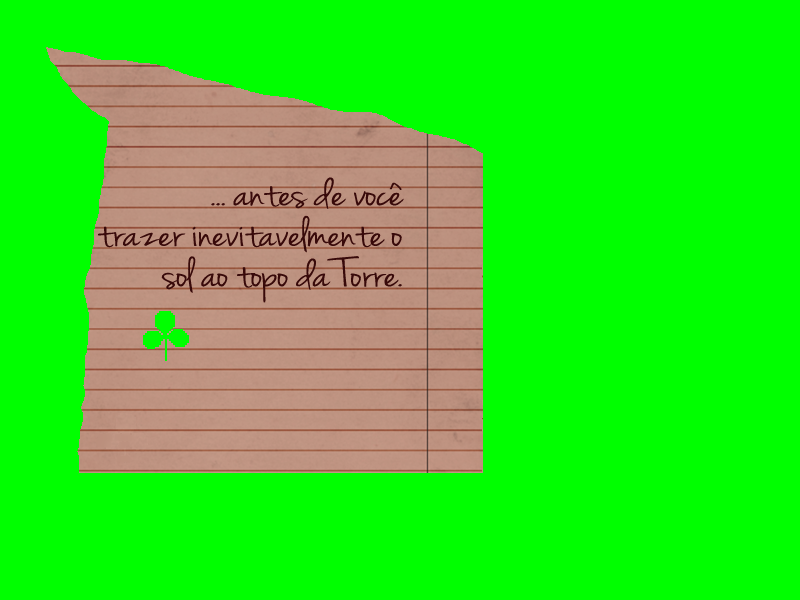 ... antes de você
trazer inevitavelmente o
sol ao topo da Torre.